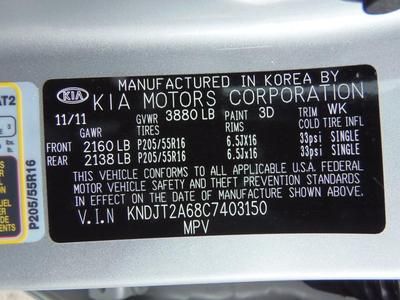 MANUFACTURED IN KOREA BY
KIA KIA MOTORS CORPORATION
11/11 GVWR 3880 LB PAINT 3D TRIM WK
GAWR TIRES RIMS COLD TIRE INFL
FRONT 2160 LB P205/55R16 6.5JX16 33psi SINGLE
REAR 2138 LB P205/55R16 6.5JX16 33psi SINGLE
THIS VEHICLE CONFORMS TO ALL APPLICABLE U.S.A FEDERAL
MOTOR VEHICLE SAFETY AND THEFT PREVENTION STANDARDS
IN EFFECT ON THE DATE OF MANUFACTURE SHOWN ABOVE.
V.I.N KNDJT2A68C7403150
MPV
AT2
P205/55R16